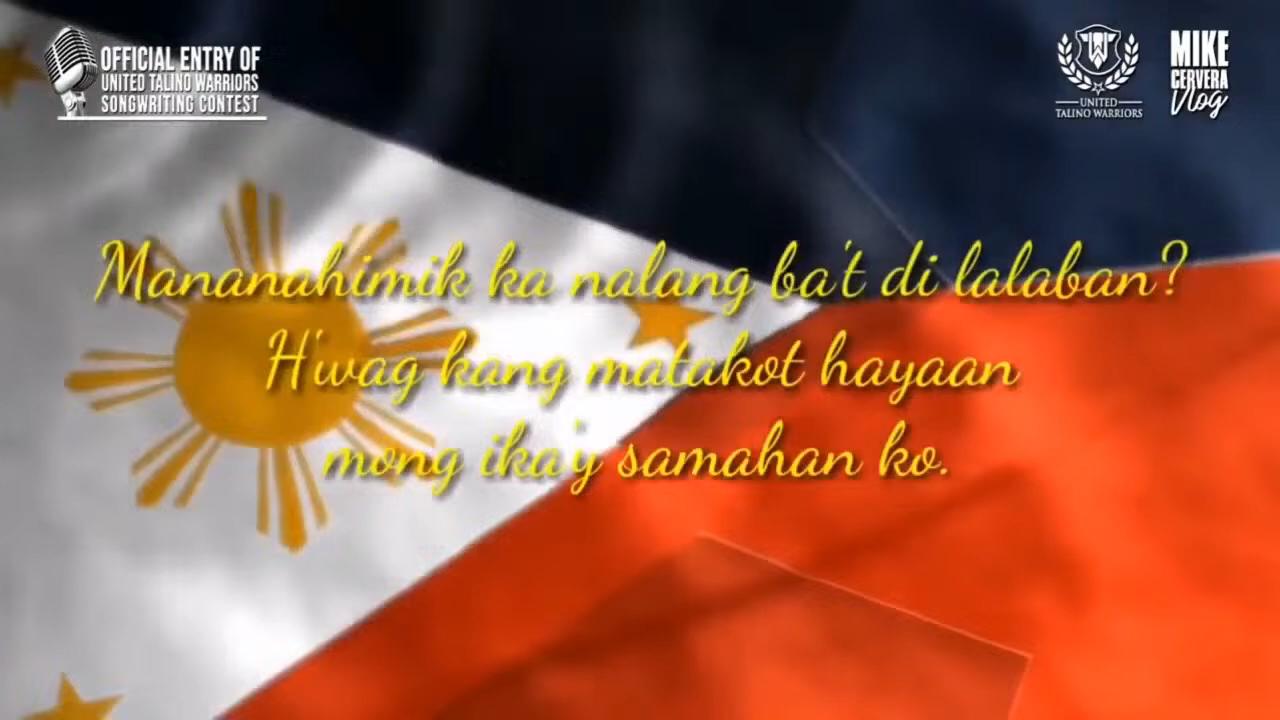 OFFICIAL ENTRY OF
UNITED TALINO WARRIORS
SONGWRITING CONTEST
UNITED
TALINO WARRIORS
MIKE
CERVERA
Vlog
Mananahimik ka nalang ba't di lalaban?
H'wag kang matakot hayaan
mong ika'y samahan ko.